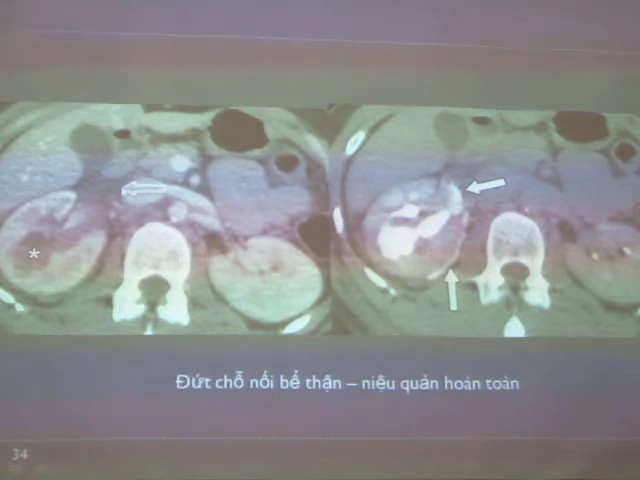 *
Đứt chỗ nối bể thận – niệu quản hoàn toàn
34